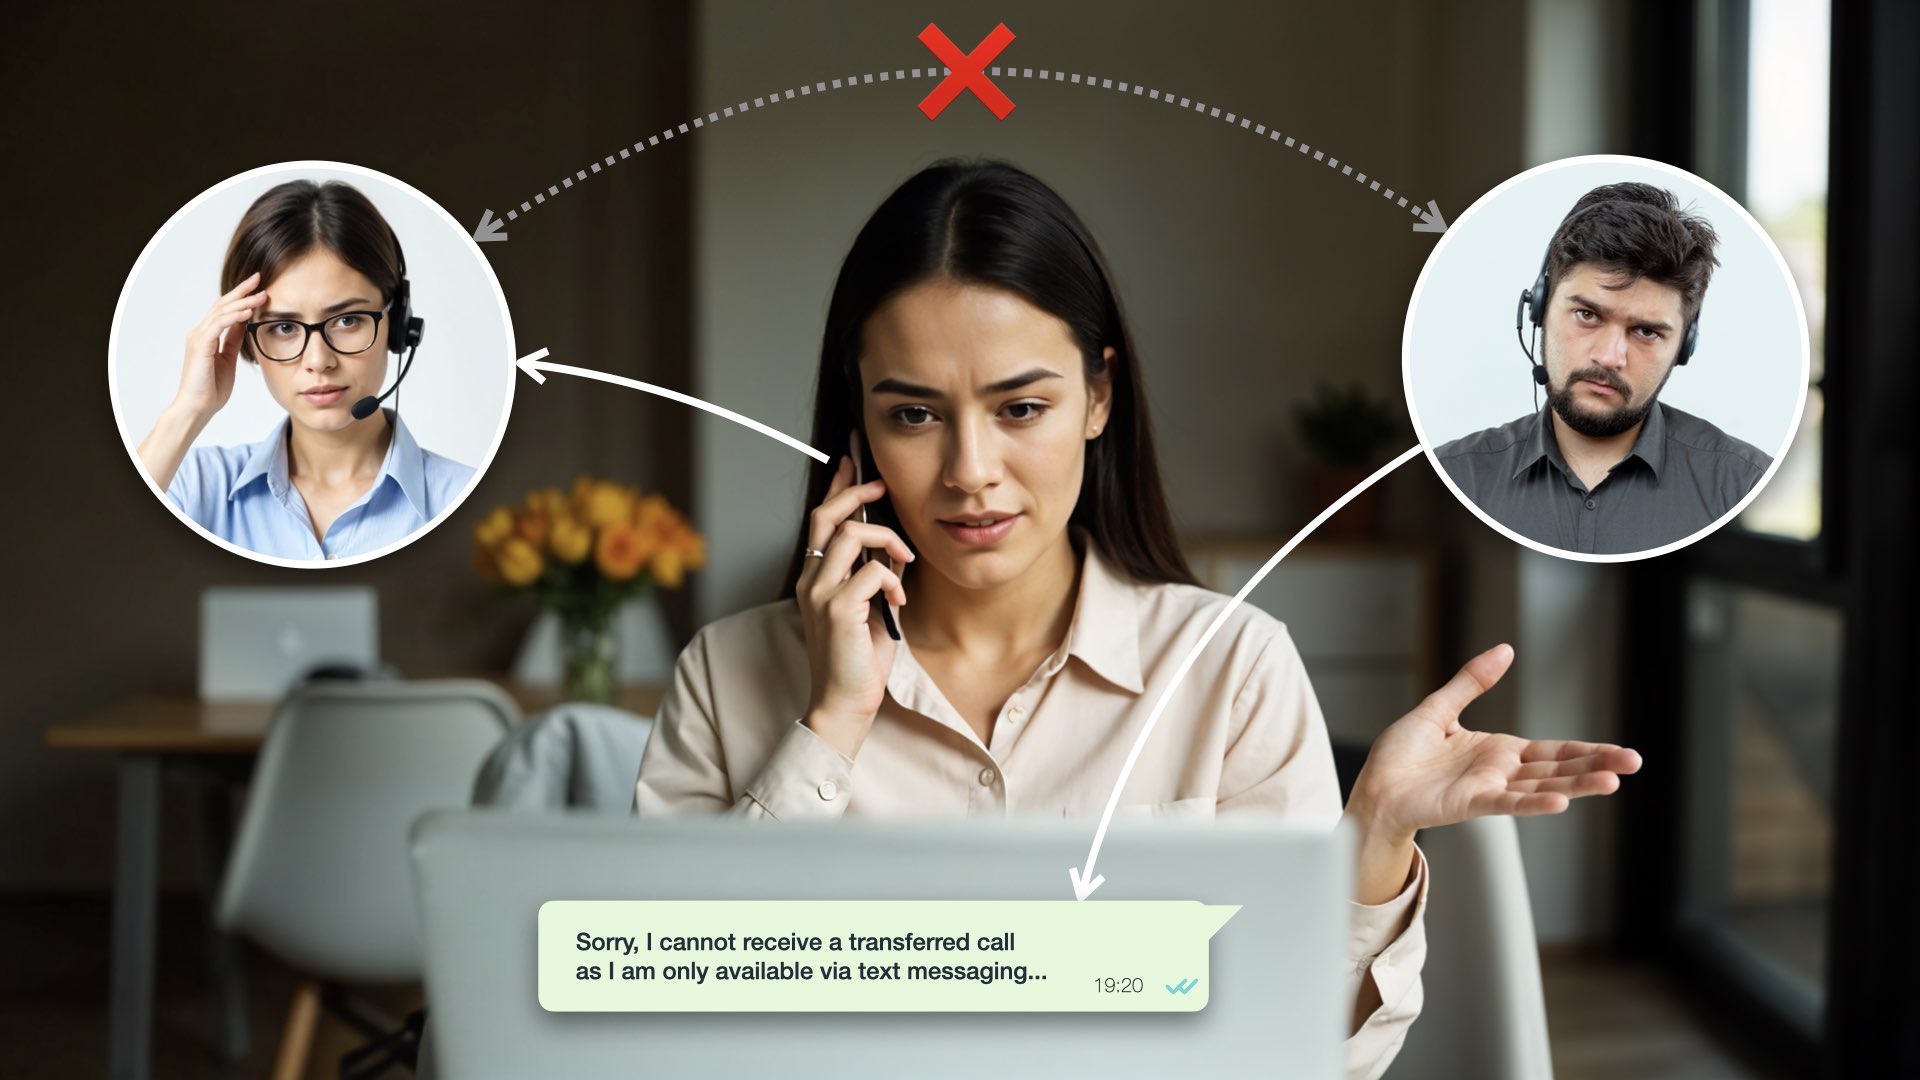 Sorry, I cannot receive a transferred call
as I am only available via text messaging...
19:20